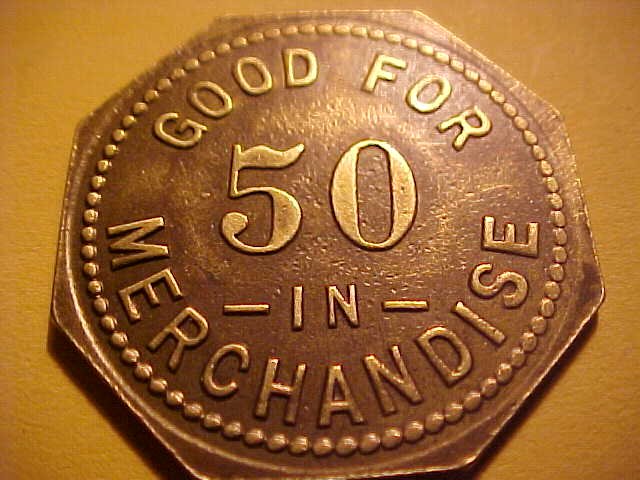 GOOD FOR
50
— IN —
MERCHANDISE